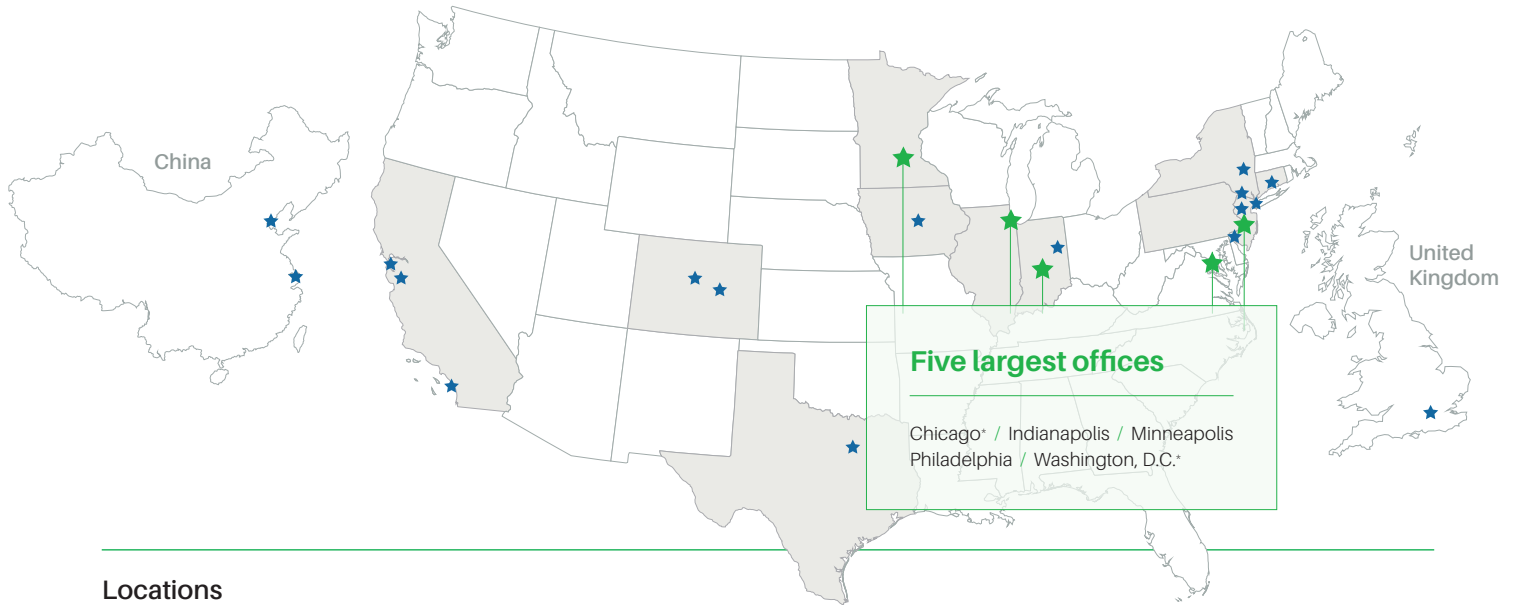 China
United
Kingdom
Five largest offices
Chicago* / Indianapolis / Minneapolis
Philadelphia / Washington, D.C.*
Locations